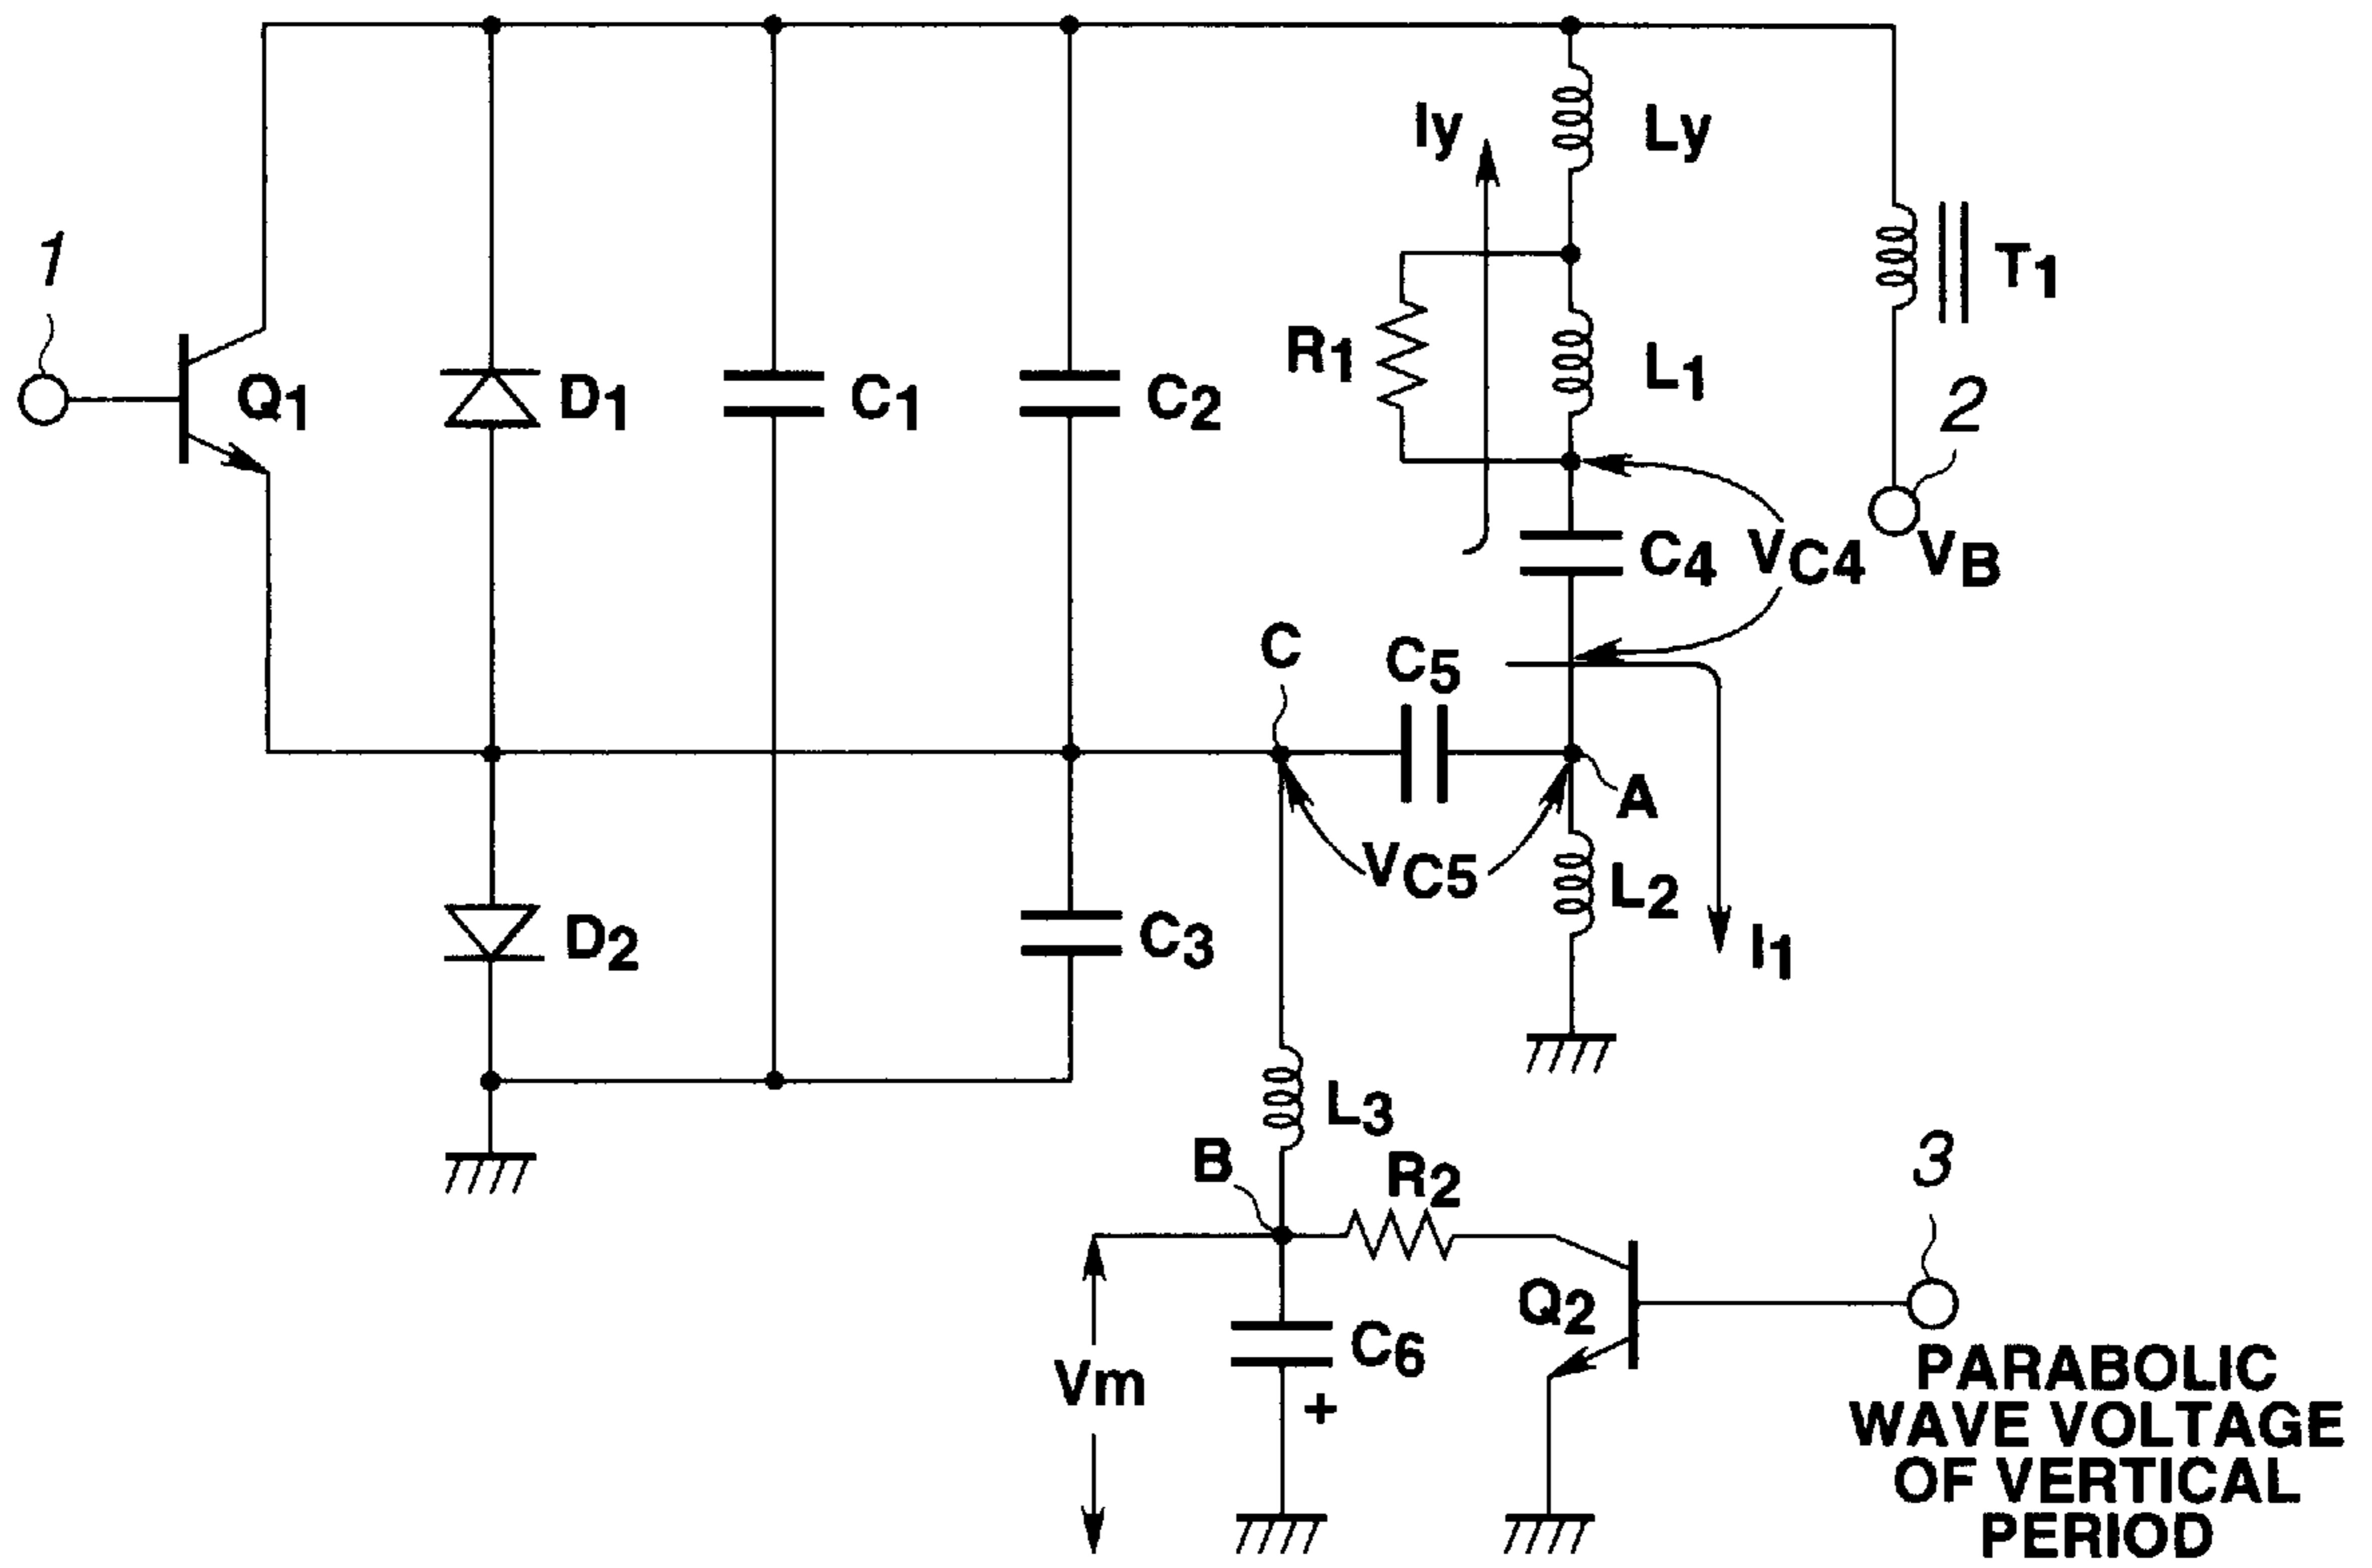 Iy
Ly
1
T1
R1
L1
Q1
D1
C1
C2
2
C4
VC4
VB
C
C5
A
VC5
L2
D2
C3
I1
L3
B
R2
3
Q2
C6
Vm
+
PARABOLIC
WAVE VOLTAGE
OF VERTICAL
PERIOD